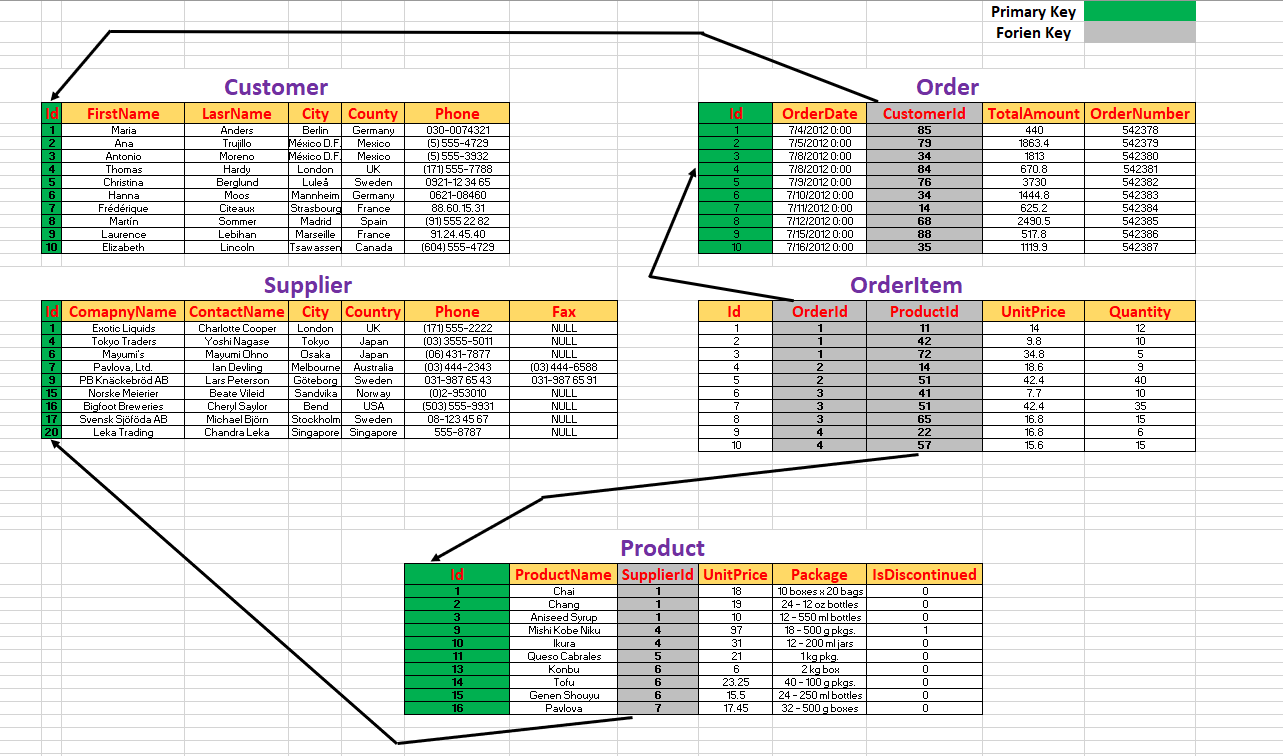 Primary Key
Forien Key
Customer
Id FirstName LasrName City County Phone
1 Maria Anders Berlin Germany 030-0074321
2 Ana Trujillo México D.F. Mexico (5) 555-4729
3 Antonio Moreno México D.F. Mexico (5) 555-3932
4 Thomas Hardy London UK (171) 555-7788
5 Christina Berglund Luleå Sweden 0921-12 34 65
6 Hanna Moos Mannheim Germany 0621-08460
7 Frédérique Citeaux Strasbourg France 88.60.15.31
8 Martín Sommer Madrid Spain (91) 555 22 82
9 Laurence Lebihan Marseille France 91.24.45.40
10 Elizabeth Lincoln Tsawassen Canada (604) 555-4729
Order
Id OrderDate CustomerId TotalAmount OrderNumber
1 7/4/2012 0:00 85 440 542378
2 7/5/2012 0:00 79 1863.4 542379
3 7/8/2012 0:00 34 1813 542380
4 7/8/2012 0:00 84 670.8 542381
5 7/9/2012 0:00 76 3730 542382
6 7/10/2012 0:00 34 1444.8 542383
7 7/11/2012 0:00 14 625.2 542384
8 7/12/2012 0:00 68 2490.5 542385
9 7/15/2012 0:00 88 517.8 542386
10 7/16/2012 0:00 35 1119.9 542387
Supplier
Id ComapnyName ContactName City Country Phone Fax
1 Exotic Liquids Charlotte Cooper London UK (171) 555-2222 NULL
4 Tokyo Traders Yoshi Nagase Tokyo Japan (03) 3555-5011 NULL
6 Mayumi's Mayumi Ohno Osaka Japan (06) 431-7877 NULL
7 Pavlova, Ltd. Ian Devling Melbourne Australia (03) 444-2343 (03) 444-6588
9 PB Knäckebröd AB Lars Peterson Göteborg Sweden 031-987 65 43 031-987 65 91
15 Norske Meierier Beate Vileid Sandvika Norway (0)2-953010 NULL
16 Bigfoot Breweries Cheryl Saylor Bend USA (503) 555-9931 NULL
17 Svensk Sjöföda AB Michael Björn Stockholm Sweden 08-123 45 67 NULL
20 Leka Trading Chandra Leka Singapore Singapore 555-8787 NULL
OrderItem
Id OrderId ProductId UnitPrice Quantity
1 1 11 14 12
2 1 42 9.8 10
3 1 72 34.8 5
4 2 14 18.6 9
5 2 51 42.4 40
6 3 41 7.7 10
7 3 51 42.4 35
8 3 65 16.8 15
9 4 22 16.8 6
10 4 57 15.6 15
Product
Id ProductName SupplierId UnitPrice Package IsDiscontinued
1 Chai 1 18 10 boxes x 20 bags 0
2 Chang 1 19 24 - 12 oz bottles 0
3 Aniseed Syrup 1 10 12 - 550 ml bottles 0
9 Mishi Kobe Niku 4 97 18 - 500 g pkgs. 1
10 Ikura 4 31 12 - 200 ml jars 0
11 Queso Cabrales 5 21 1 kg pkg. 0
13 Konbu 6 6 2 kg box 0
14 Tofu 6 23.25 40 - 100 g pkgs. 0
15 Genen Shouyu 6 15.5 24 - 250 ml bottles 0
16 Pavlova 7 17.45 32 - 500 g boxes 0